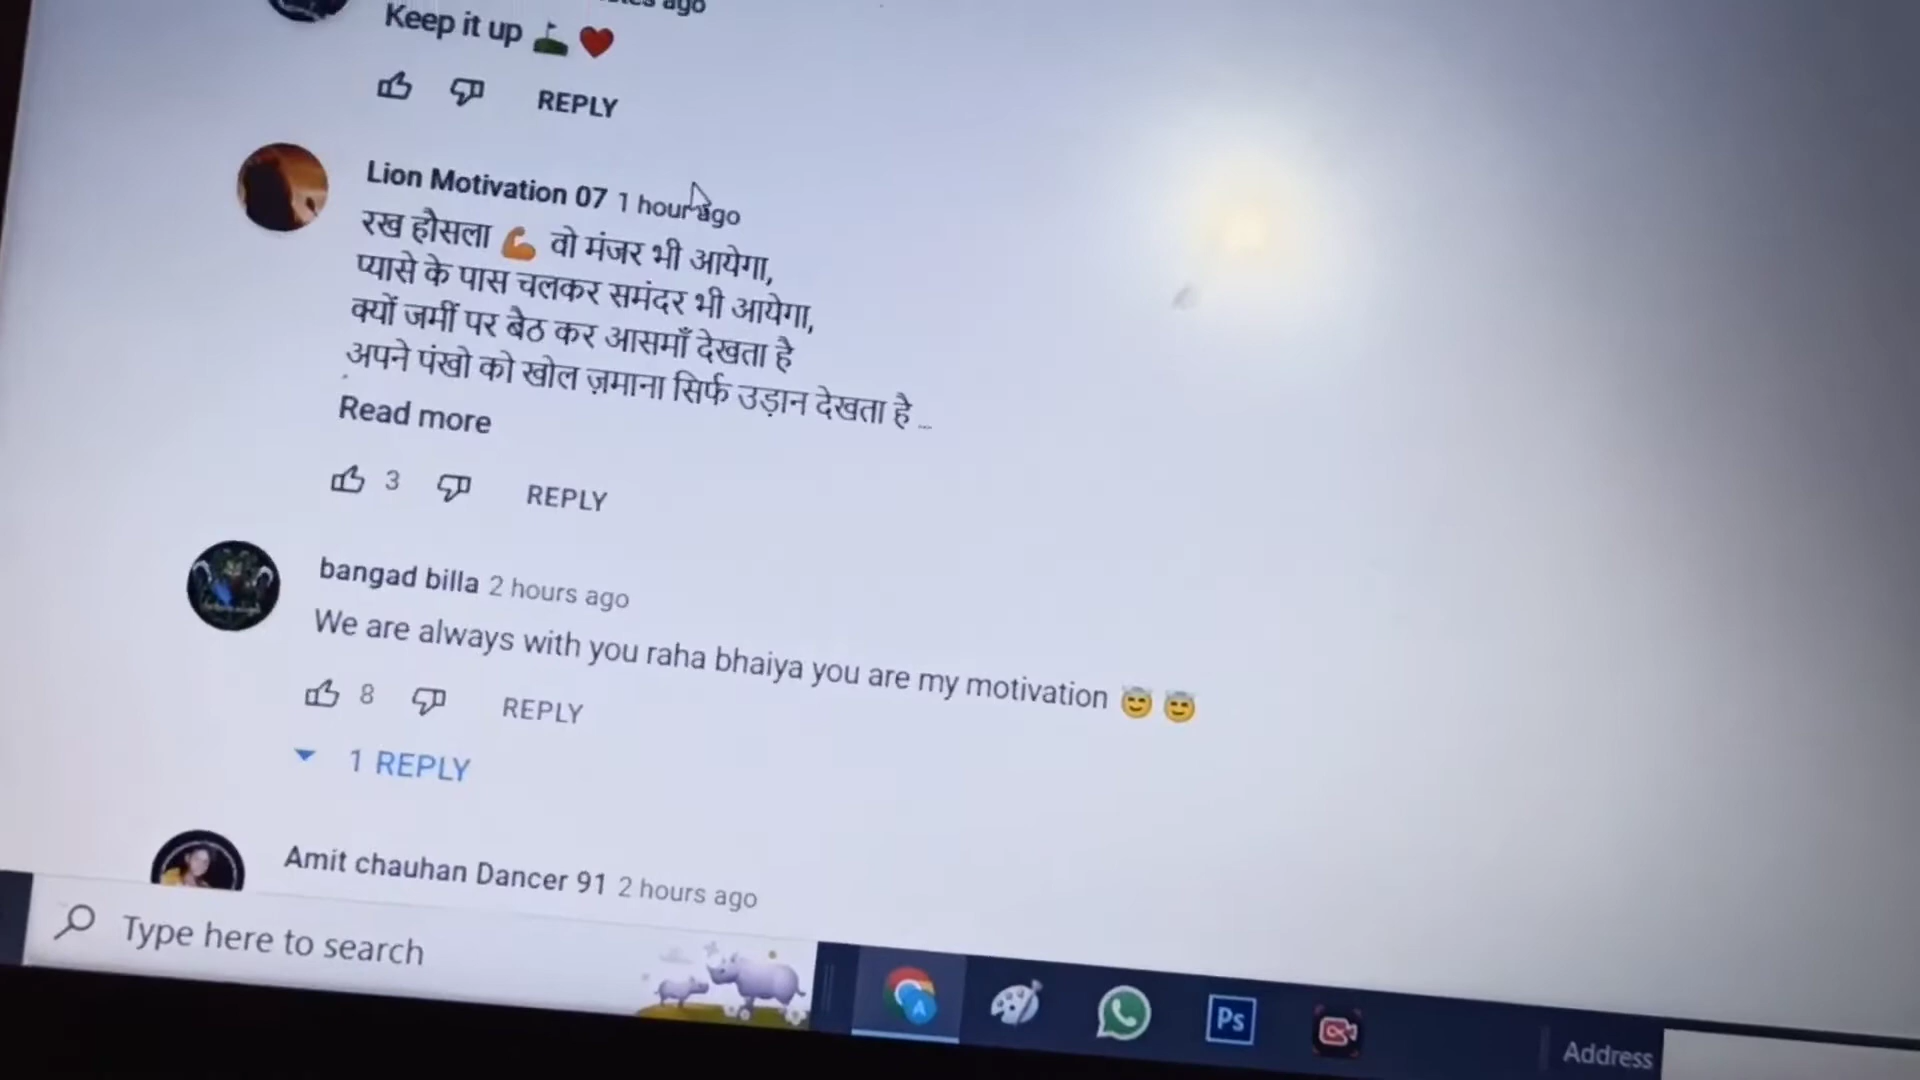 ago
Keep it up
REPLY
Lion Motivation 07 1 hour ago
रख हौसला 💪 वो मंजर भी आयेगा,
प्यासे के पास चलकर समंदर भी आयेगा,
क्यों जमीं पर बैठ कर आसमाँ देखता है
अपने पंखो को खोल ज़माना सिर्फ उड़ान देखता है ...
Read more
3 REPLY
bangad billa 2 hours ago
We are always with you raha bhaiya you are my motivation 😇 😇
8 REPLY
1 REPLY
Amit chauhan Dancer 91 2 hours ago
Type here to search
A
Ps
Address